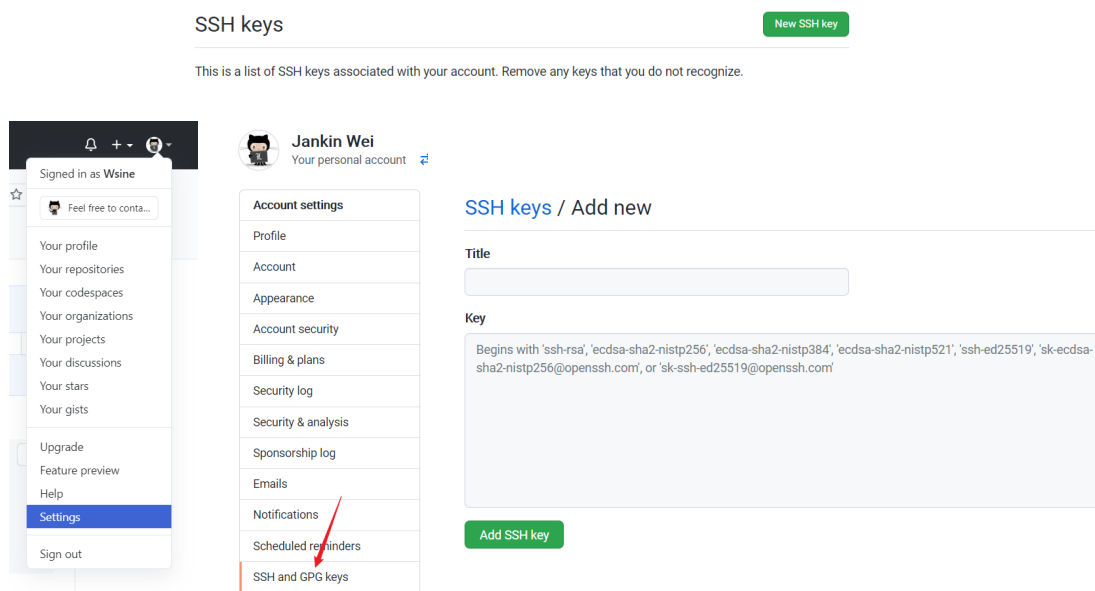 SSH keys
New SSH key
This is a list of SSH keys associated with your account. Remove any keys that you do not recognize.
Signed in as Wsine
Feel free to conta...
Your profile
Your repositories
Your codespaces
Your organizations
Your projects
Your discussions
Your stars
Your gists
Upgrade
Feature preview
Help
Settings
Sign out
Jankin Wei
Your personal account
Account settings
Profile
Account
Appearance
Account security
Billing & plans
Security log
Security & analysis
Sponsorship log
Emails
Notifications
Scheduled reminders
SSH and GPG keys
SSH keys / Add new
Title
Key
Begins with 'ssh-rsa', 'ecdsa-sha2-nistp256', 'ecdsa-sha2-nistp384', 'ecdsa-sha2-nistp521', 'ssh-ed25519', 'sk-ecdsa-
sha2-nistp256@openssh.com', or 'sk-ssh-ed25519@openssh.com'
Add SSH key